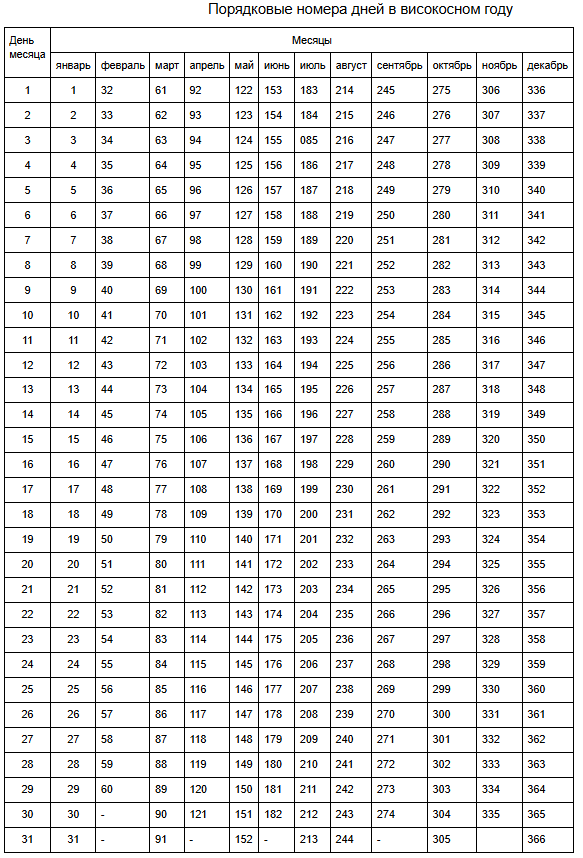 Порядковые номера дней в високосном году
День месяца Месяцы
январь февраль март апрель май июнь июль август сентябрь октябрь ноябрь декабрь
1 1 32 61 92 122 153 183 214 245 275 306 336
2 2 33 62 93 123 154 184 215 246 276 307 337
3 3 34 63 94 124 155 085 216 247 277 308 338
4 4 35 64 95 125 156 186 217 248 278 309 339
5 5 36 65 96 126 157 187 218 249 279 310 340
6 6 37 66 97 127 158 188 219 250 280 311 341
7 7 38 67 98 128 159 189 220 251 281 312 342
8 8 39 68 99 129 160 190 221 252 282 313 343
9 9 40 69 100 130 161 191 222 253 283 314 344
10 10 41 70 101 131 162 192 223 254 284 315 345
11 11 42 71 102 132 163 193 224 255 285 316 346
12 12 43 72 103 133 164 194 225 256 286 317 347
13 13 44 73 104 134 165 195 226 257 287 318 348
14 14 45 74 105 135 166 196 227 258 288 319 349
15 15 46 75 106 136 167 197 228 259 289 320 350
16 16 47 76 107 137 168 198 229 260 290 321 351
17 17 48 77 108 138 169 199 230 261 291 322 352
18 18 49 78 109 139 170 200 231 262 292 323 353
19 19 50 79 110 140 171 201 232 263 293 324 354
20 20 51 80 111 141 172 202 233 264 294 325 355
21 21 52 81 112 142 173 203 234 265 295 326 356
22 22 53 82 113 143 174 204 235 266 296 327 357
23 23 54 83 114 144 175 205 236 267 297 328 358
24 24 55 84 115 145 176 206 237 268 298 329 359
25 25 56 85 116 146 177 207 238 269 299 330 360
26 26 57 86 117 147 178 208 239 270 300 331 361
27 27 58 87 118 148 179 209 240 271 301 332 362
28 28 59 88 119 149 180 210 241 272 302 333 363
29 29 60 89 120 150 181 211 242 273 303 334 364
30 30 - 90 121 151 182 212 243 274 304 335 365
31 31 - 91 - 152 - 213 244 - 305 366